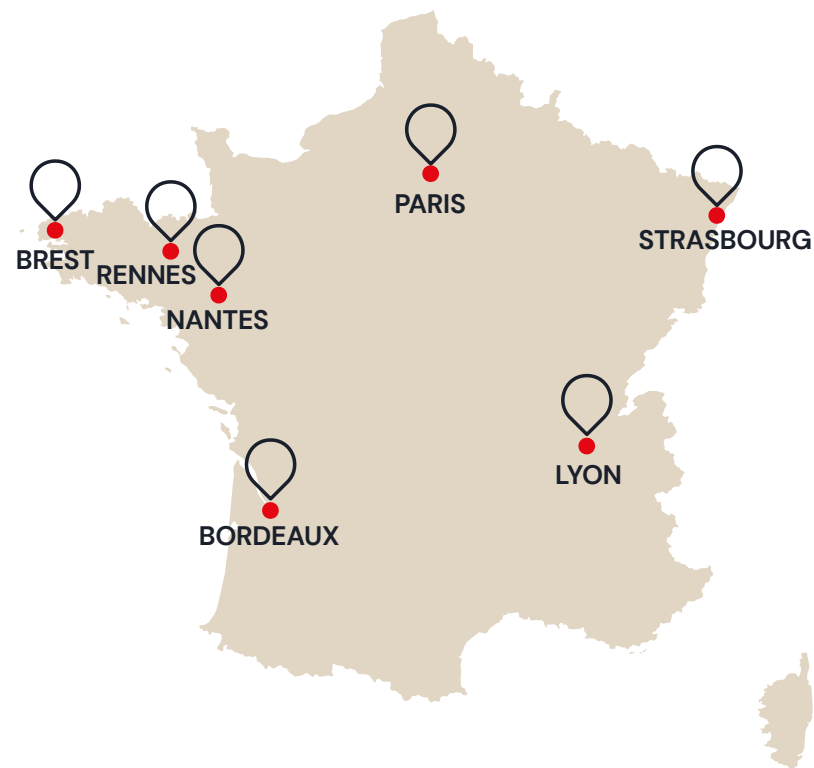 PARIS
STRASBOURG
BREST
RENNES
NANTES
LYON
BORDEAUX